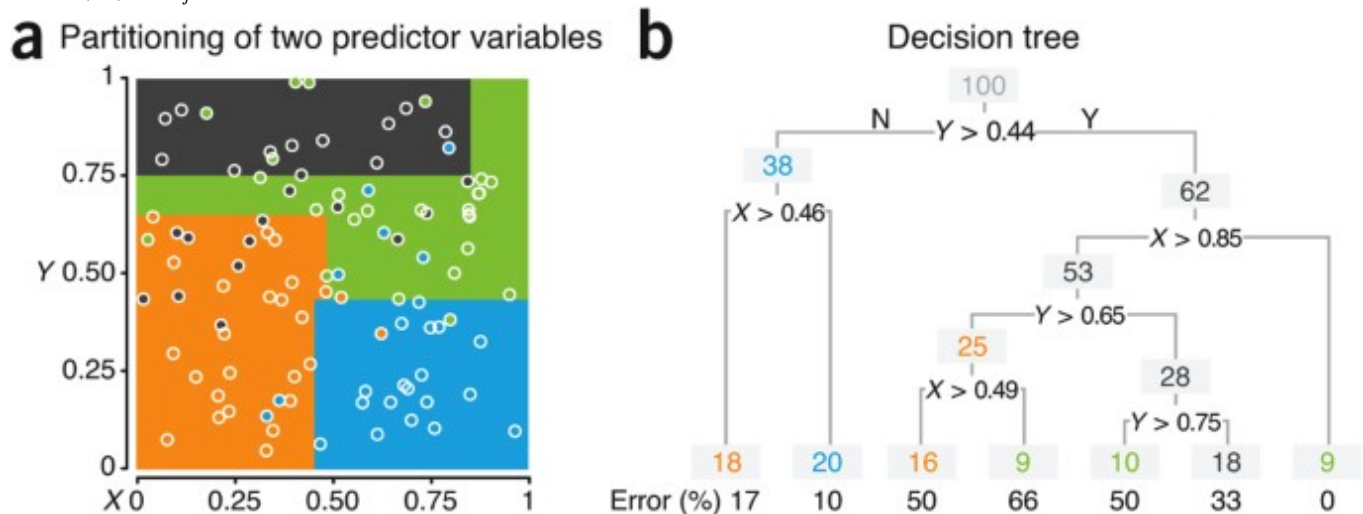 a Partitioning of two predictor variables
1
0.75
Y 0.50
0.25
0
X 0 0.25 0.50 0.75 1
b Decision tree
100
N Y > 0.44 Y
38
62
X > 0.46
X > 0.85
53
Y > 0.65
25
28
X > 0.49
Y > 0.75
18 20 16 9 10 18 9
Error (%) 17 10 50 66 50 33 0